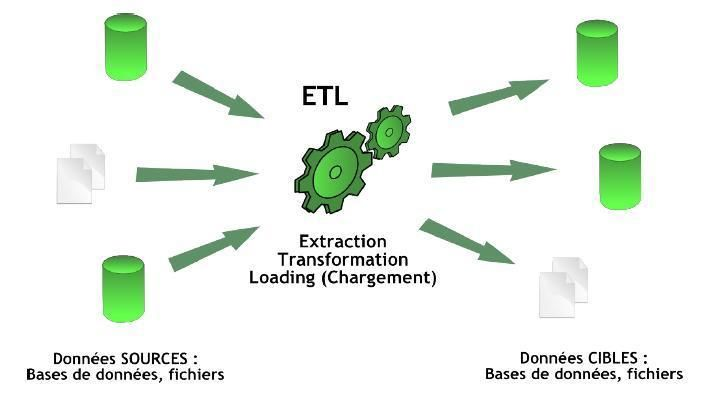 ETL
Extraction
Transformation
Loading (Chargement)
Données SOURCES :
Bases de données, fichiers
Données CIBLES :
Bases de données, fichiers